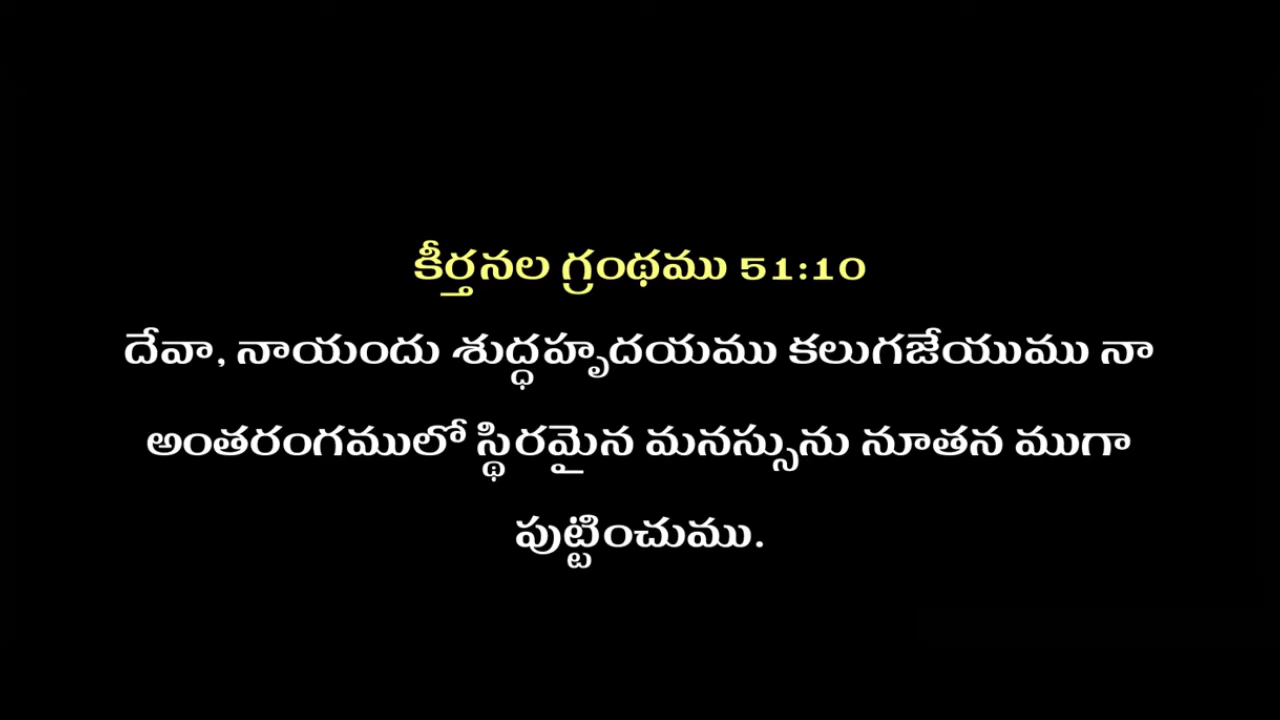 కీర్తనల గ్రంథము 51:10
దేవా, నాయందు శుద్ధహృదయము కలుగజేయుము నా
అంతరంగములో స్థిరమైన మనస్సును నూతన ముగా
పుట్టించుము.